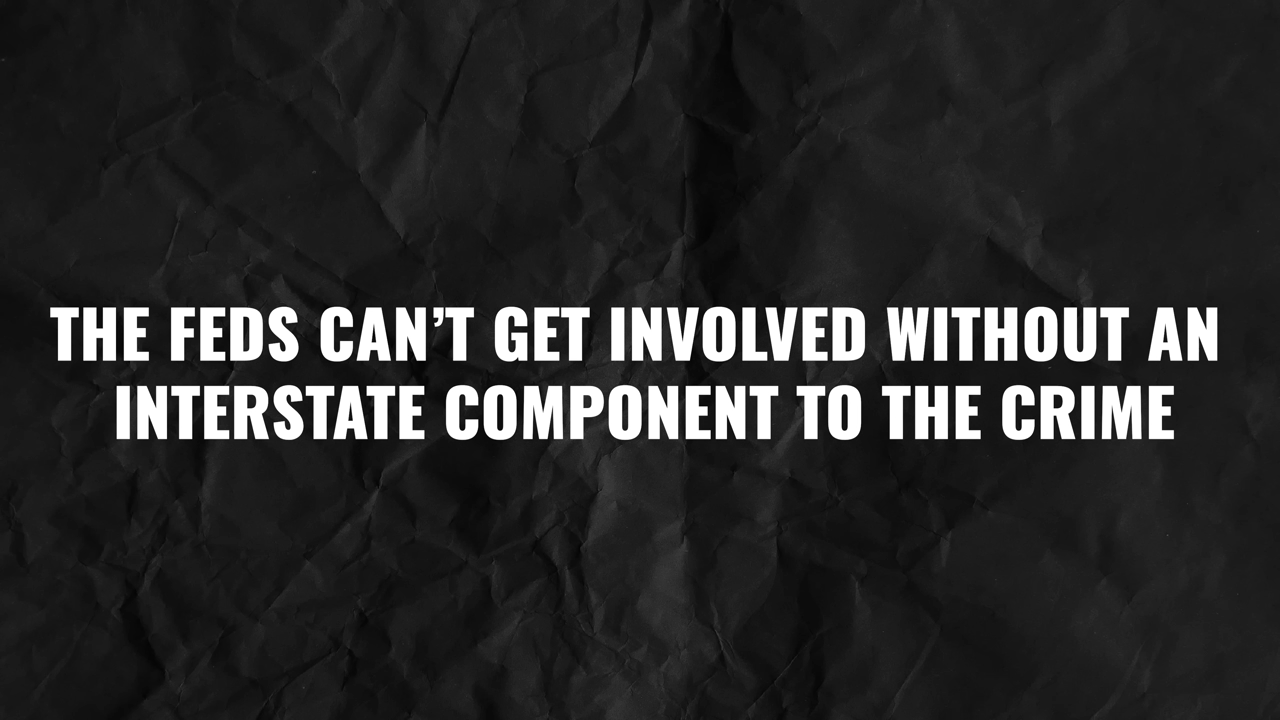 THE FEDS CAN’T GET INVOLVED WITHOUT AN
INTERSTATE COMPONENT TO THE CRIME